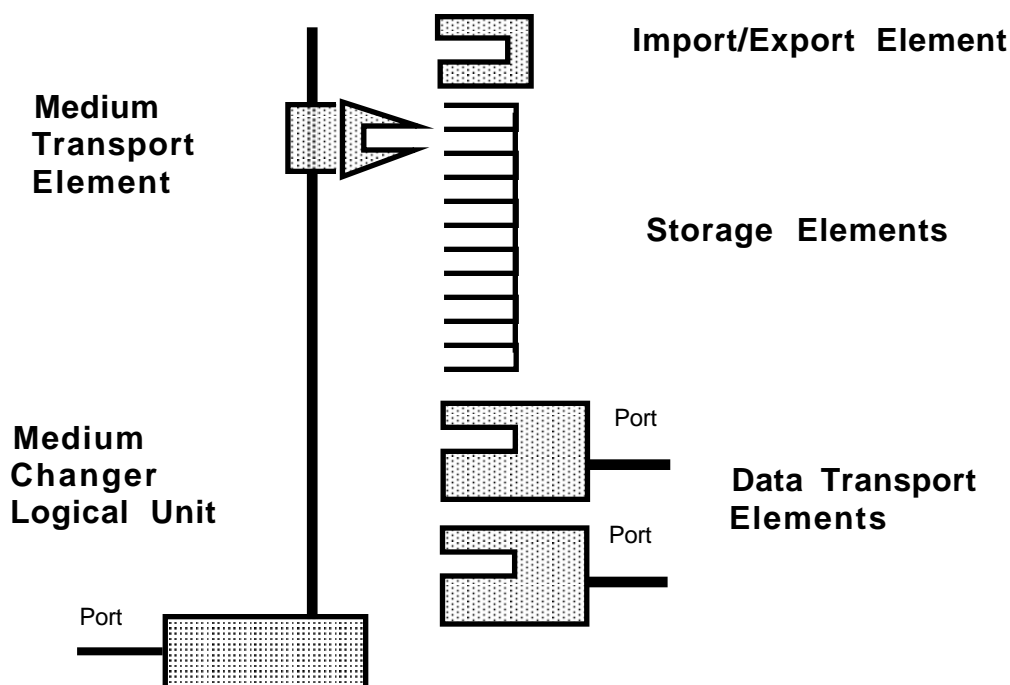 Import/Export Element
Medium
Transport
Element
Storage Elements
Port
Medium
Changer
Logical Unit
Data Transport
Elements
Port
Port